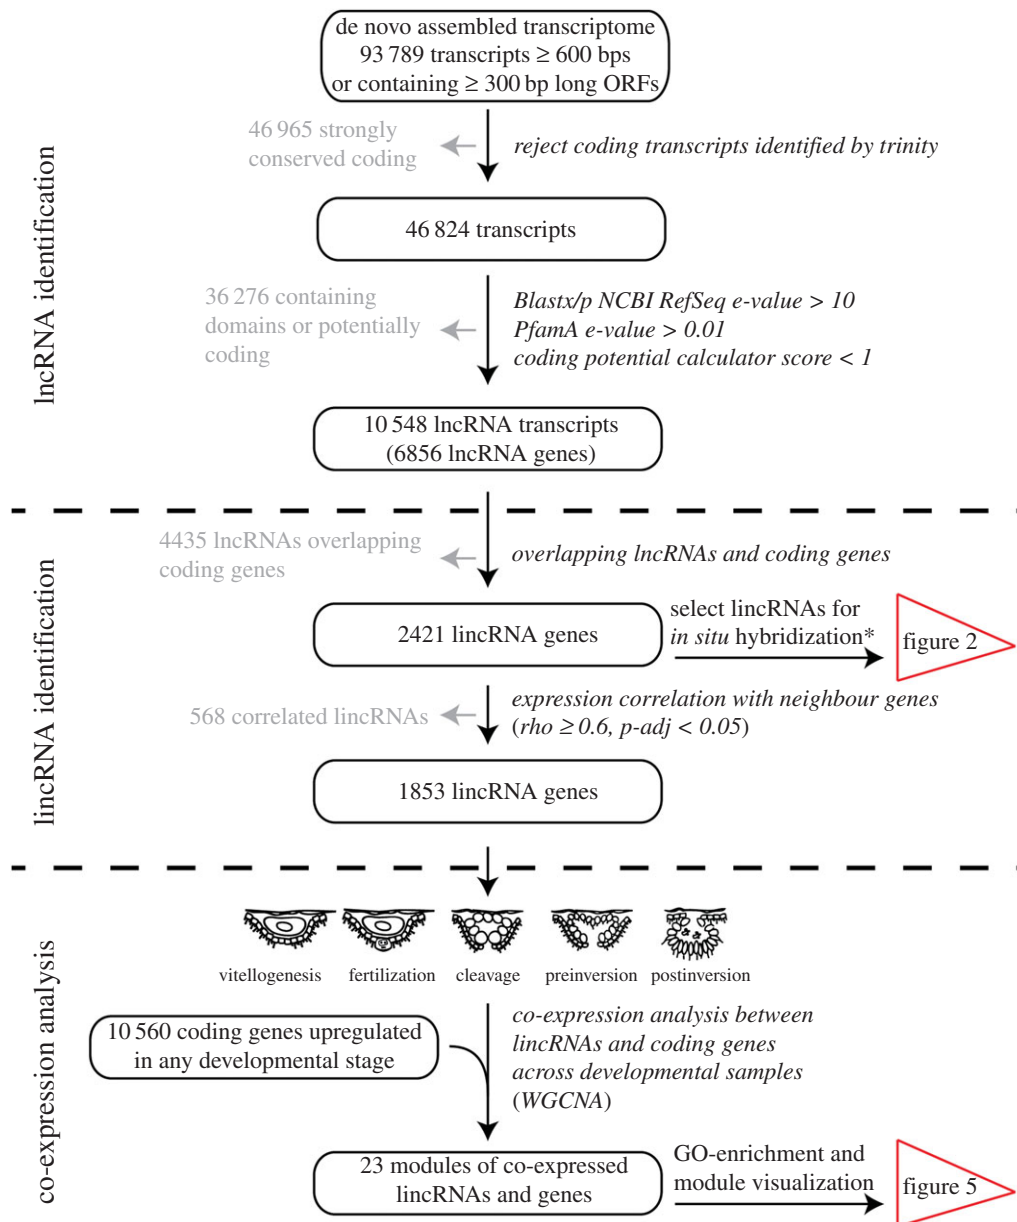 de novo assembled transcriptome
93 789 transcripts ≥ 600 bps
or containing ≥ 300 bp long ORFs
46 965 strongly
conserved coding
reject coding transcripts identified by trinity
46 824 transcripts
lncRNA identification
36 276 containing
domains or potentially
coding
Blastx/p NCBI RefSeq e-value > 10
PfamA e-value > 0.01
coding potential calculator score < 1
10 548 lncRNA transcripts
(6856 lncRNA genes)
4435 lncRNAs overlapping
coding genes
overlapping lncRNAs and coding genes
lincRNA identification
2421 lincRNA genes
select lincRNAs for
in situ hybridization*
figure 2
568 correlated lincRNAs
expression correlation with neighbour genes
(rho ≥ 0.6, p-adj < 0.05)
1853 lincRNA genes
vitellogenesis
fertilization
cleavage
preinversion
postinversion
co-expression analysis
10 560 coding genes upregulated
in any developmental stage
co-expression analysis between
lincRNAs and coding genes
across developmental samples
(WGCNA)
23 modules of co-expressed
lincRNAs and genes
GO-enrichment and
module visualization
figure 5